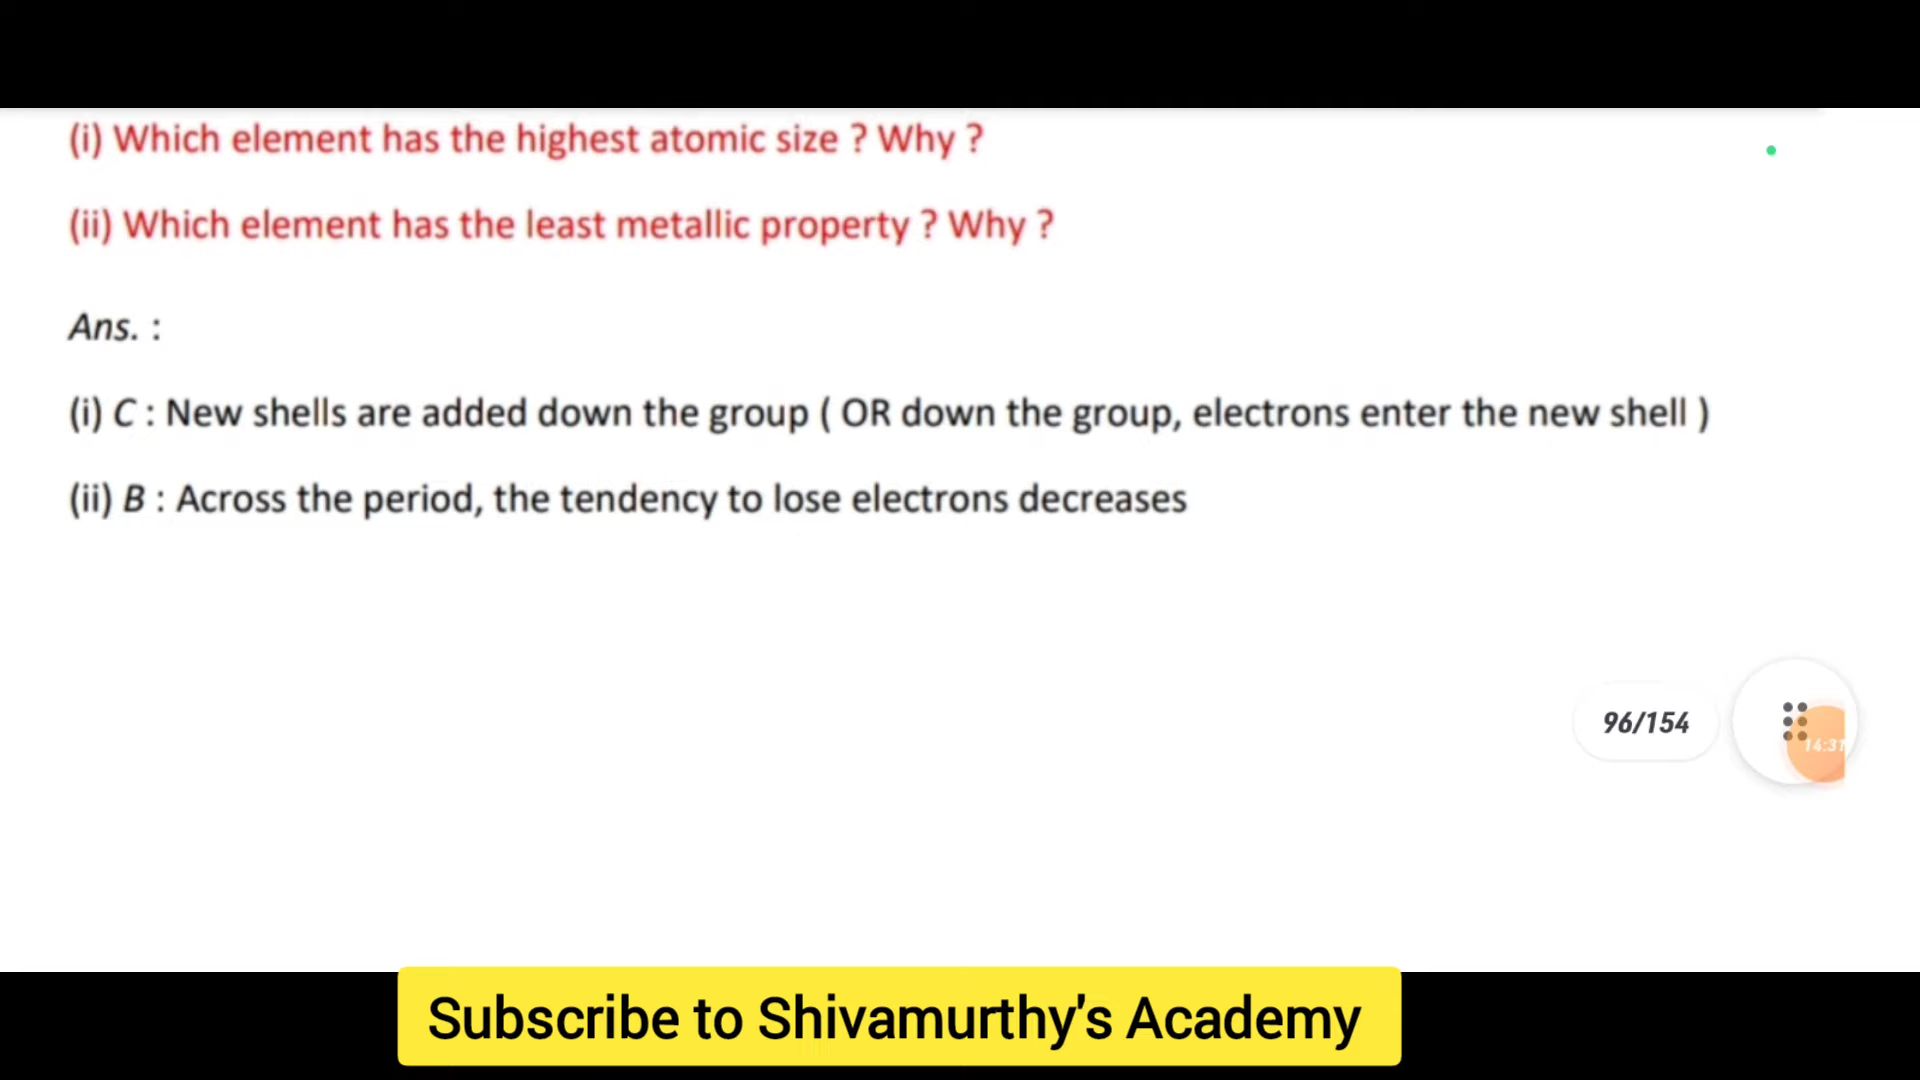 (i) Which element has the highest atomic size ? Why ?
(ii) Which element has the least metallic property ? Why ?
Ans. :
(i) C : New shells are added down the group ( OR down the group, electrons enter the new shell )
(ii) B : Across the period, the tendency to lose electrons decreases
96/154
14:31
Subscribe to Shivamurthy's Academy